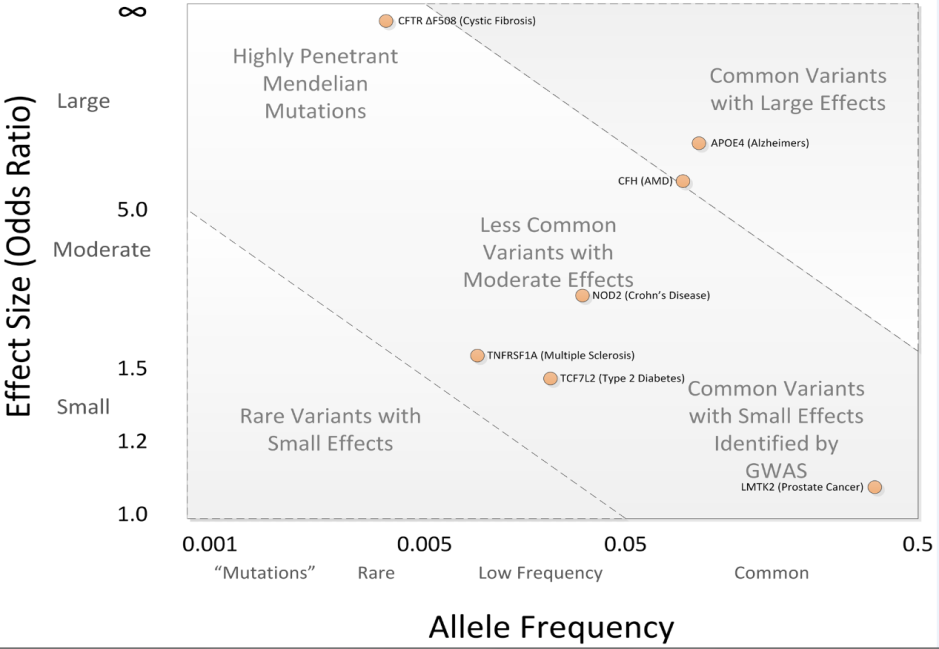 ∞
CFTR ΔF508 (Cystic Fibrosis)
Highly Penetrant
Mendelian
Mutations
Common Variants
with Large Effects
Large
APOE4 (Alzheimers)
CFH (AMD)
5.0
Less Common
Variants with
Moderate Effects
Moderate
NOD2 (Crohn's Disease)
TNFRSF1A (Multiple Sclerosis)
1.5
TCF7L2 (Type 2 Diabetes)
Common Variants
with Small Effects
Identified by
GWAS
Small
Rare Variants with
Small Effects
1.2
LMTK2 (Prostate Cancer)
1.0
Effect Size (Odds Ratio)
0.001 0.005 0.05 0.5
“Mutations” Rare Low Frequency Common
Allele Frequency